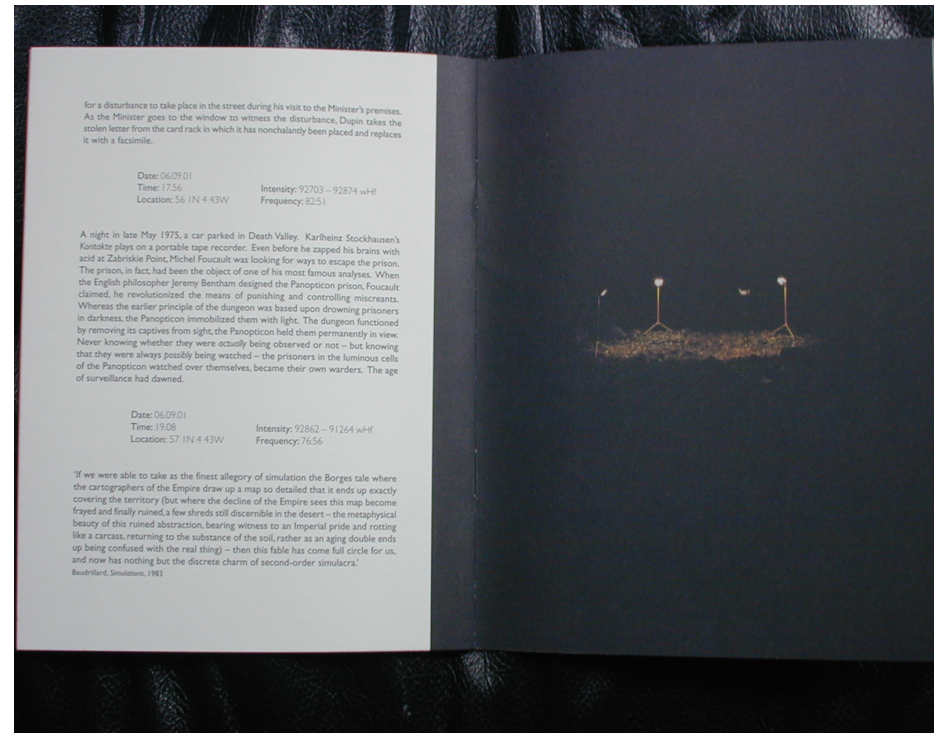 for a disturbance to take place in the street during his visit to the Minister's premises.
As the Minister goes to the window to witness the disturbance, Dupin takes the
stolen letter from the card rack in which it has nonchalantly been placed and replaces
it with a facsimile.
Date: 06.09.01
Time: 17.56 Intensity: 92703 – 92874 wHf
Location: 56 1N 4 43W Frequency: 82:51
A night in late May 1975, a car parked in Death Valley. Karlheinz Stockhausen's
Kontakte plays on a portable tape recorder. Even before he zapped his brains with
acid at Zabriskie Point, Michel Foucault was looking for ways to escape the prison.
The prison, in fact, had been the object of one of his most famous analyses. When
the English philosopher Jeremy Bentham designed the Panopticon prison, Foucault
claimed, he revolutionized the means of punishing and controlling miscreants.
Whereas the earlier principle of the dungeon was based upon drowning prisoners
in darkness, the Panopticon immobilized them with light. The dungeon functioned
by removing its captives from sight, the Panopticon held them permanently in view.
Never knowing whether they were actually being observed or not – but knowing
that they were always possibly being watched – the prisoners in the luminous cells
of the Panopticon watched over themselves, became their own warders. The age
of surveillance had dawned.
Date: 06.09.01
Time: 19:08 Intensity: 92862 – 91264 wHf
Location: 57 1N 4 43W Frequency: 76:56
'If we were able to take as the finest allegory of simulation the Borges tale where
the cartographers of the Empire draw up a map so detailed that it ends up exactly
covering the territory (but where the decline of the Empire sees this map become
frayed and finally ruined, a few shreds still discernible in the desert – the metaphysical
beauty of this ruined abstraction, bearing witness to an Imperial pride and rotting
like a carcass, returning to the substance of the soil, rather as an aging double ends
up being confused with the real thing) – then this fable has come full circle for us,
and now has nothing but the discrete charm of second-order simulacra.'
Baudrillard, Simulations, 1983